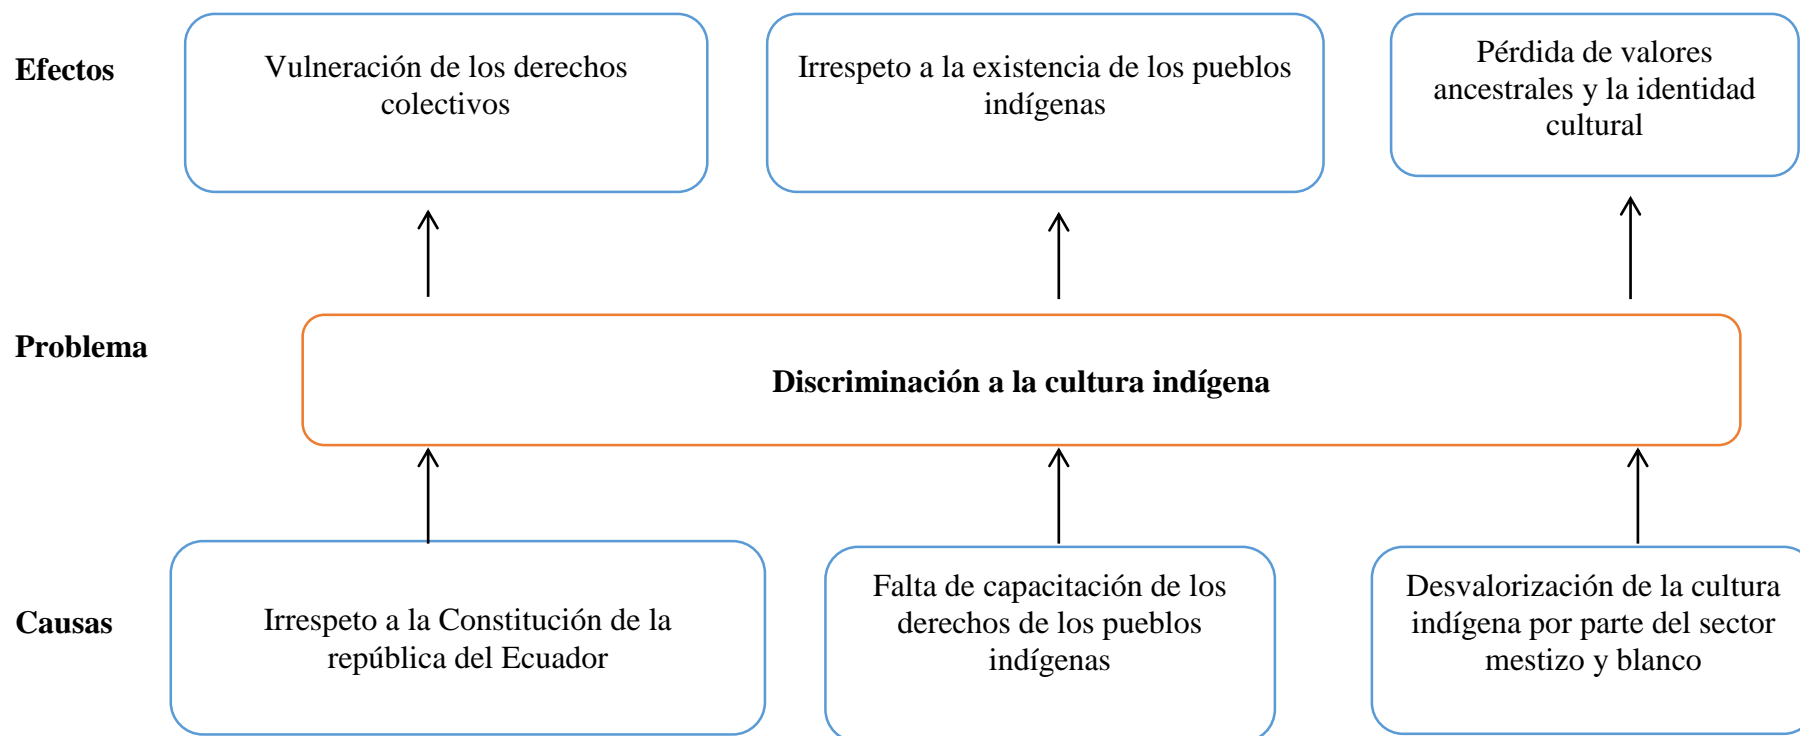 Efectos
Vulneración de los derechos
colectivos
Irrespeto a la existencia de los pueblos
indígenas
Pérdida de valores
ancestrales y la identidad
cultural
Problema
Discriminación a la cultura indígena
Causas
Irrespeto a la Constitución de la
república del Ecuador
Falta de capacitación de los
derechos de los pueblos
indígenas
Desvalorización de la cultura
indígena por parte del sector
mestizo y blanco